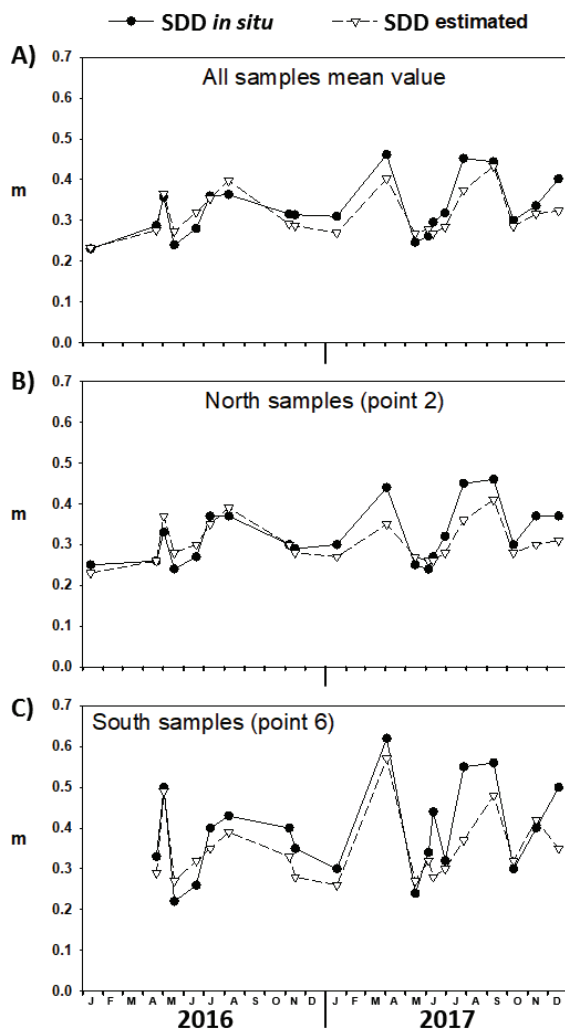 SDD in situ SDD estimated
A)
All samples mean value
0.7
0.6
0.5
0.4
m
0.3
0.2
0.1
0.0
B)
North samples (point 2)
0.7
0.6
0.5
0.4
m
0.3
0.2
0.1
0.0
C)
South samples (point 6)
0.7
0.6
0.5
0.4
m
0.3
0.2
0.1
0.0
J F M A M J J A S O N D J F M A M J J A S O N D
2016 2017